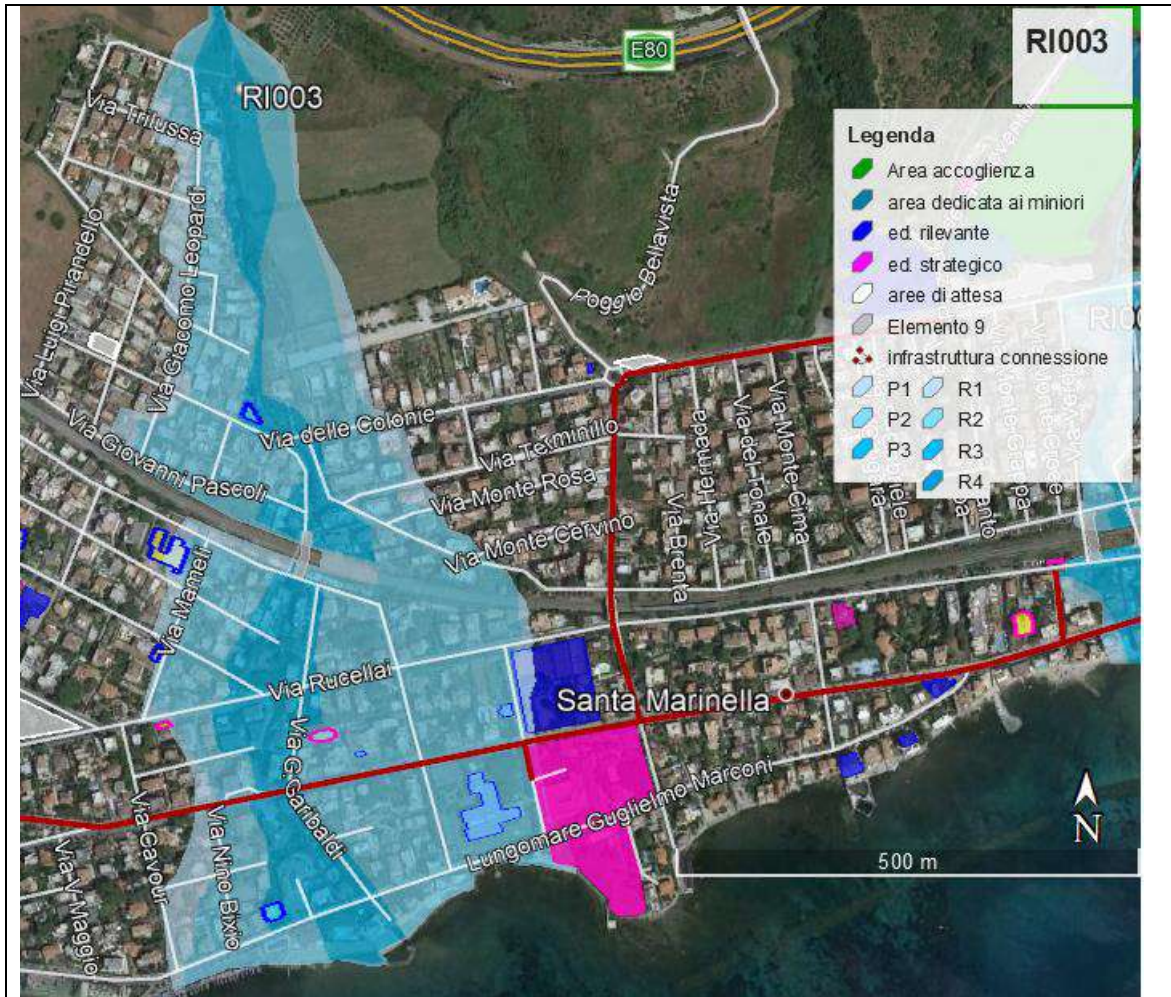 E80
RI003
RI003
Legenda
Area accoglienza
area dedicata ai miniori
ed. rilevante
ed. strategico
aree di attesa
Elemento 9
infrastruttura connessione
P1 R1
P2 R2
P3 R3
R4
Via Trilussa
Via Luigi Pirandello
Via Giacomo Leopardi
Poggio Bellavista
Via delle Colonie
Via Terminillo
Via Giovanni Pascoli
Via Monte Rosa
Via Monte Cervino
Via Brenta
Via Hermada
Via del Tonale
Via Monte Cima
Via Mameli
Via Rucellai
Santa Marinella
Via G.Garibaldi
Lungomare Guglielmo Marconi
Via Cavour
Via Nino Bixio
Via V Maggio
N
500 m